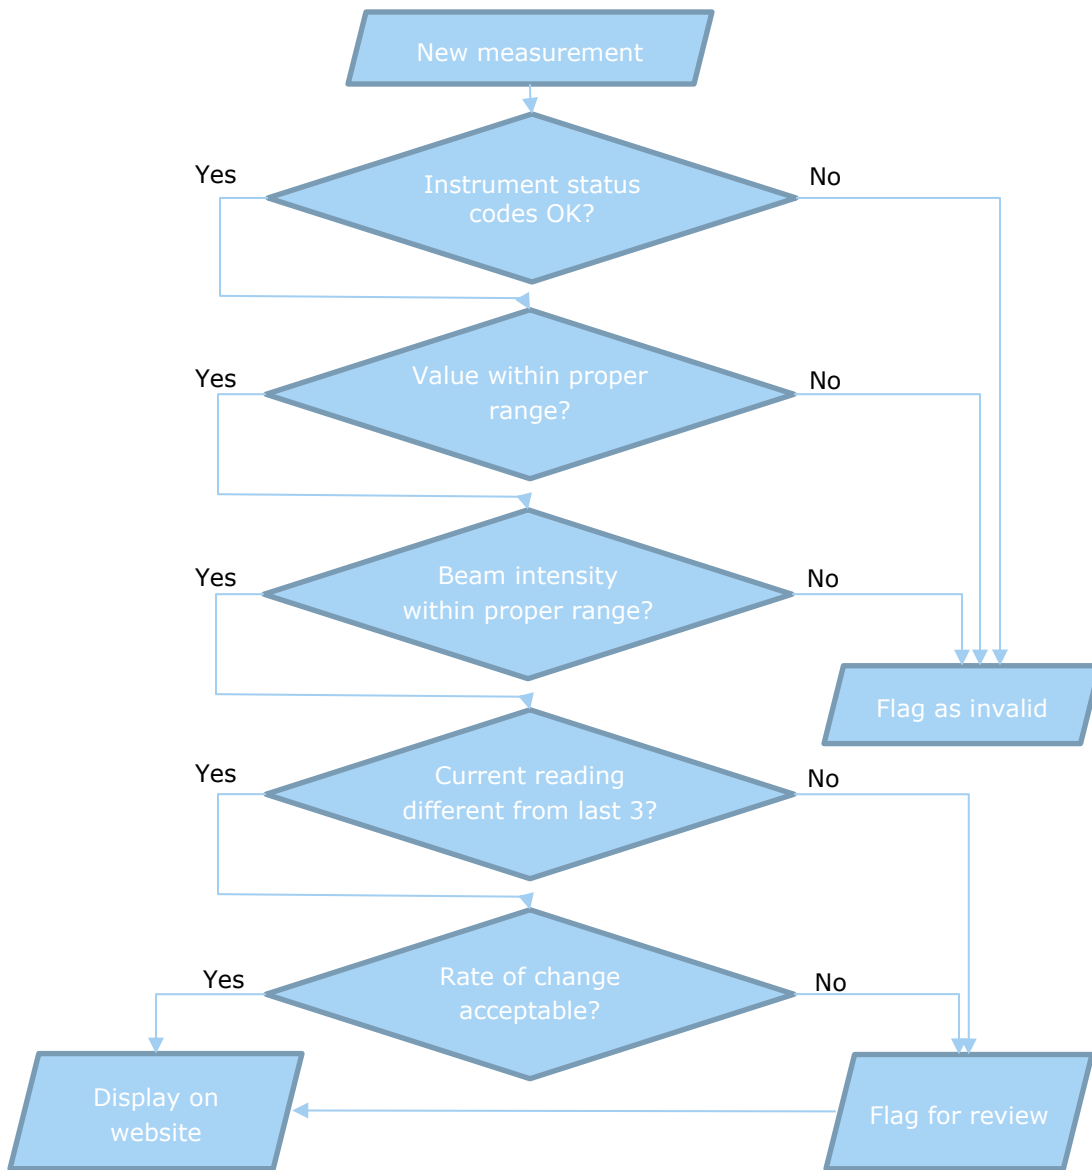 New measurement
Yes
No
Instrument status
codes OK?
Yes
No
Value within proper
range?
Yes
No
Beam intensity
within proper range?
Flag as invalid
Yes
No
Current reading
different from last 3?
Yes
No
Rate of change
acceptable?
Display on
website
Flag for review